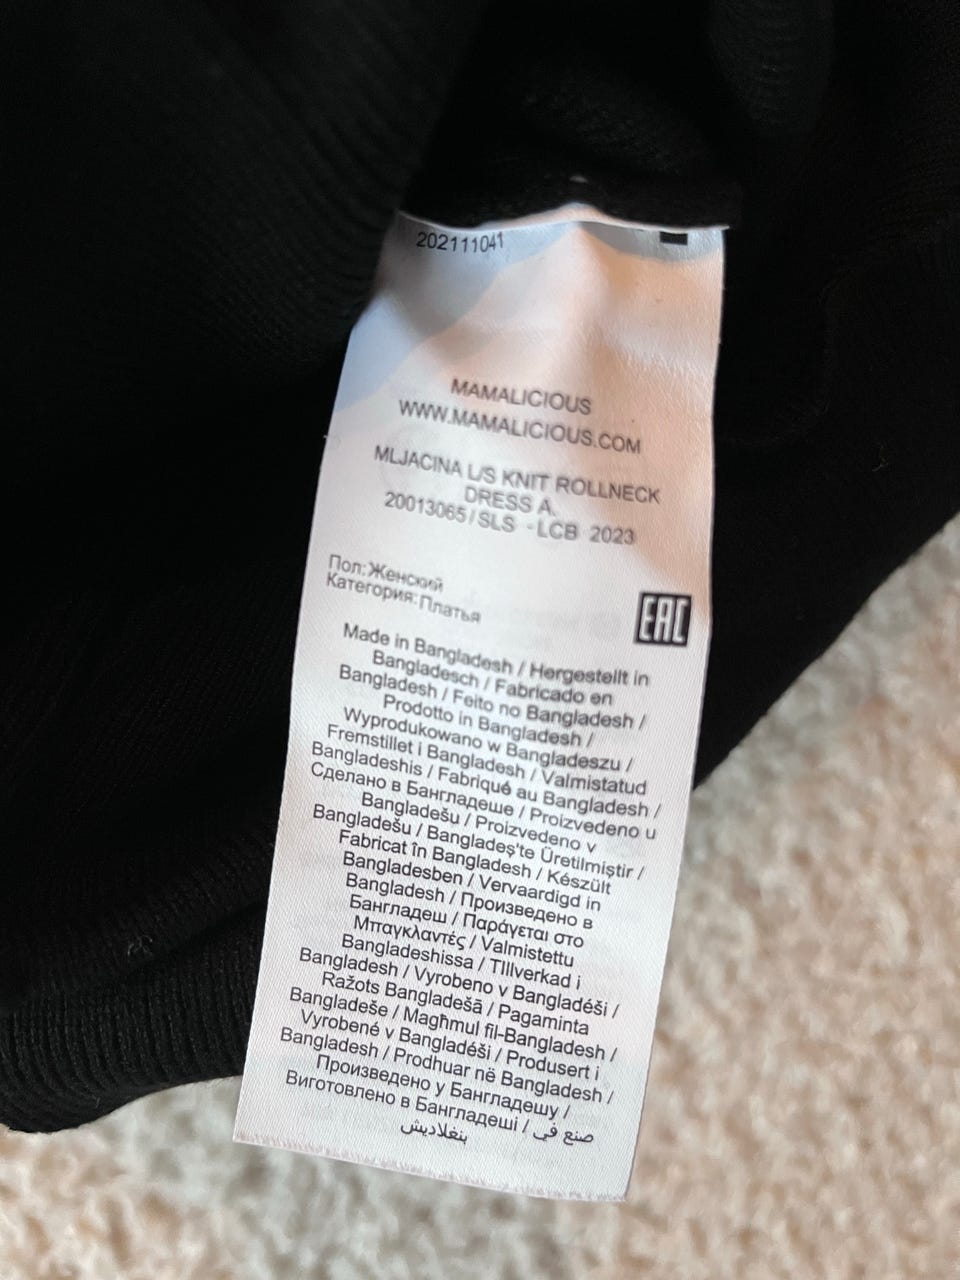 202111041
MAMALICIOUS
WWW.MAMALICIOUS.COM
MLJACINA L/S KNIT ROLLNECK
DRESS A.
20013065/SLS - LCB 2023
Пол:Женский
Категория:Платья
EAC
Made in Bangladesh / Hergestellt in
Bangladesch / Fabricado en
Bangladesh / Feito no Bangladesh /
Prodotto in Bangladesh /
Wyprodukowano w Bangladeszu /
Fremstillet i Bangladesh / Valmistatud
Bangladeshis / Fabriqué au Bangladesh /
Сделано в Бангладеше / Proizvedeno u
Bangladešu / Proizvedeno v
Bangladešu / Bangladeş'te Üretilmiştir /
Fabricat în Bangladesh / Készült
Bangladesben / Vervaardigd in
Bangladesh / Произведено в
Бангладеш / Παράγεται στο
Μπαγκλαντές / Valmistettu
Bangladeshissa / Tillverkad i
Bangladesh / Vyrobeno v Bangladéši /
Ražots Bangladešā / Pagaminta
Bangladeše / Magħmul fil-Bangladesh /
Vyrobené v Bangladéši / Produsert i
Bangladesh / Prodhuar në Bangladesh /
Произведено у Бангладешу /
Виготовлено в Бангладеші / صنع في
بنغلاديش